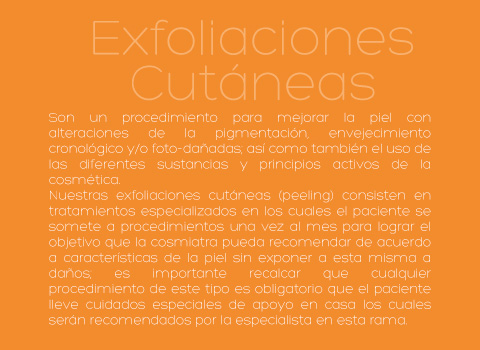 Exfoliaciones
Cutáneas
Son un procedimiento para mejorar la piel con
alteraciones de la pigmentación, envejecimiento
cronológico y/o foto-dañadas, así como también el uso de
las diferentes sustancias y principios activos de la
cosmética.
Nuestras exfoliaciones cutáneas (peeling) consisten en
tratamientos especializados en los cuales el paciente se
somete a procedimientos una vez al mes para lograr el
objetivo que la cosmiatra pueda recomendar de acuerdo
a características de la piel sin exponer a esta misma a
daños; es importante recalcar que cualquier
procedimiento de este tipo es obligatorio que el paciente
lleve cuidados especiales de apoyo en casa los cuales
serán recomendados por la especialista en esta rama.